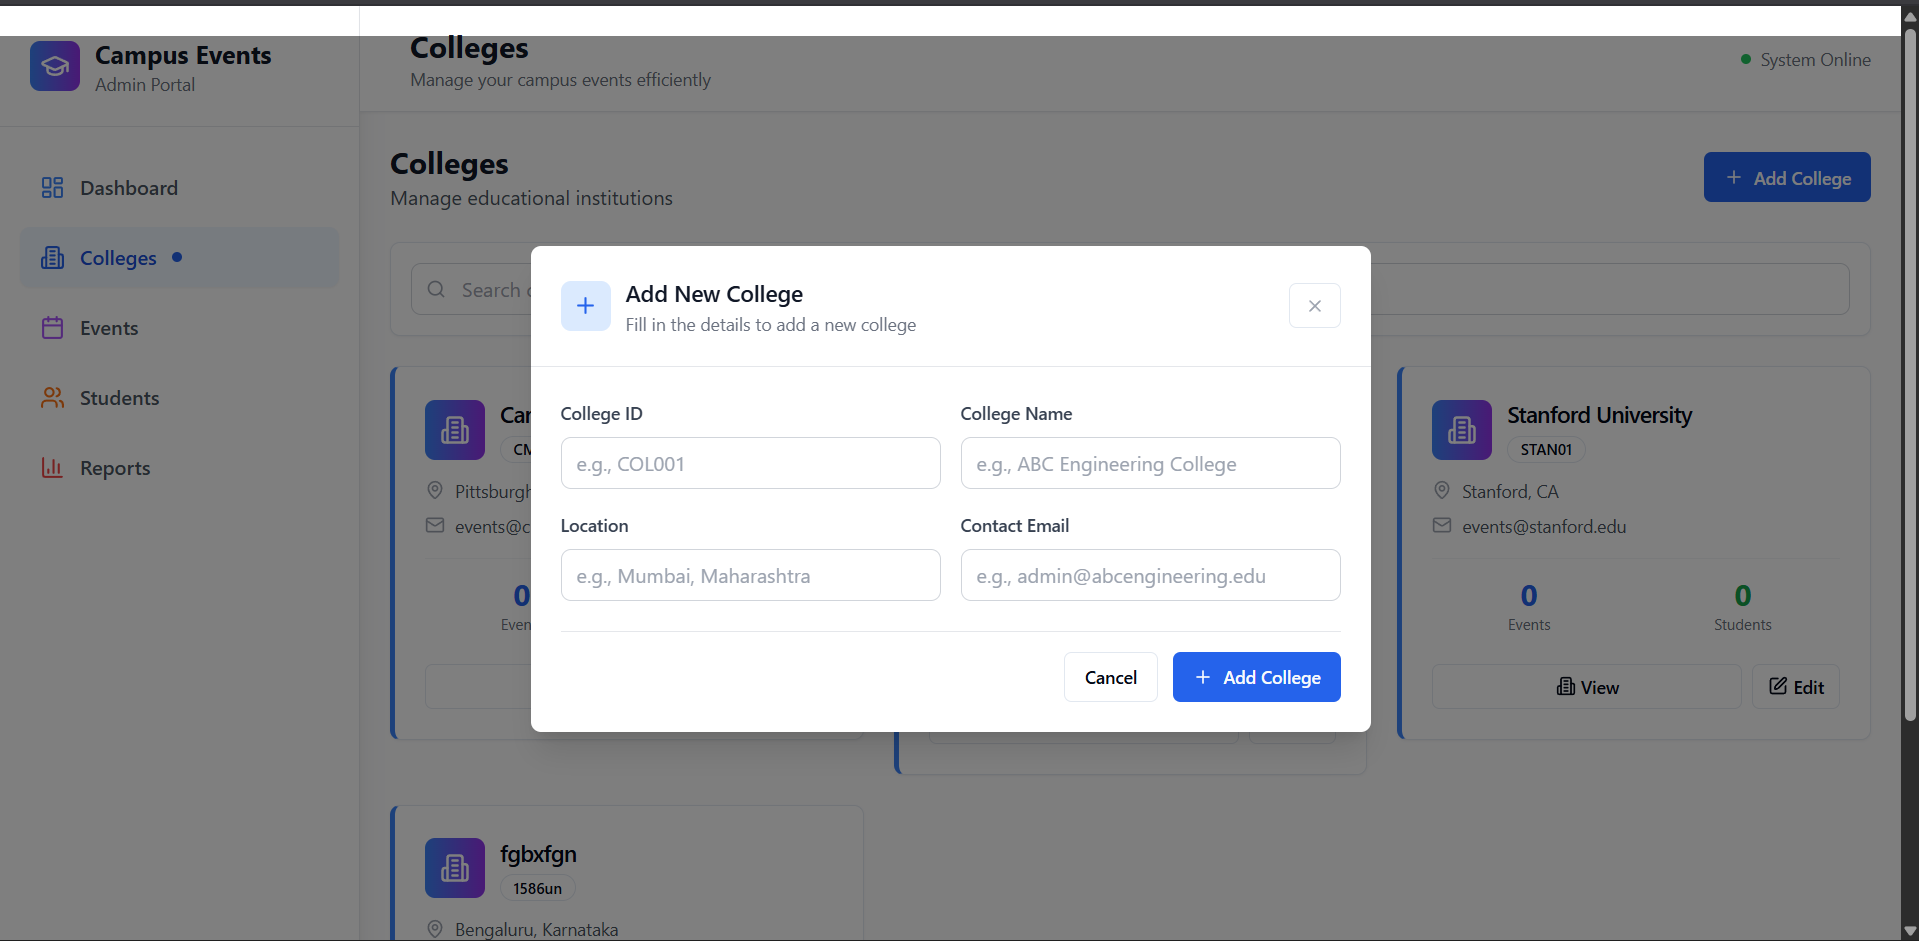 Campus Events
Admin Portal
Dashboard
Colleges
Events
Students
Reports
Colleges
Manage your campus events efficiently
System Online
Colleges
Manage educational institutions
+ Add College
Search
Add New College
Fill in the details to add a new college
College ID
College Name
e.g., COL001
e.g., ABC Engineering College
Location
Contact Email
e.g., Mumbai, Maharashtra
e.g., admin@abcengineering.edu
Cancel
+ Add College
Pittsburgh
events@c
0
Stanford University
STAN01
Stanford, CA
events@stanford.edu
0
0
Events
Students
View
Edit
fgbxfgn
1586un
Bengaluru, Karnataka